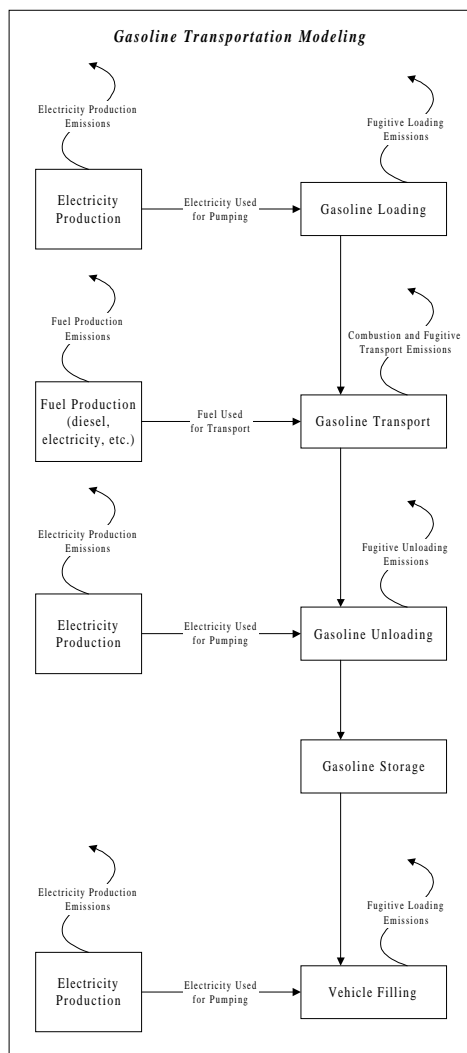 Gasoline Transportation Modeling
Electricity Production
Emissions
Fugitive Loading
Emissions
Electricity
Production
Electricity Used
for Pumping
Gasoline Loading
Fuel Production
Emissions
Combustion and Fugitive
Transport Emissions
Fuel Production
(diesel,
electricity, etc.)
Fuel Used
for Transport
Gasoline Transport
Electricity Production
Emissions
Fugitive Unloading
Emissions
Electricity
Production
Electricity Used
for Pumping
Gasoline Unloading
Gasoline Storage
Electricity Production
Emissions
Fugitive Loading
Emissions
Electricity
Production
Electricity Used
for Pumping
Vehicle Filling